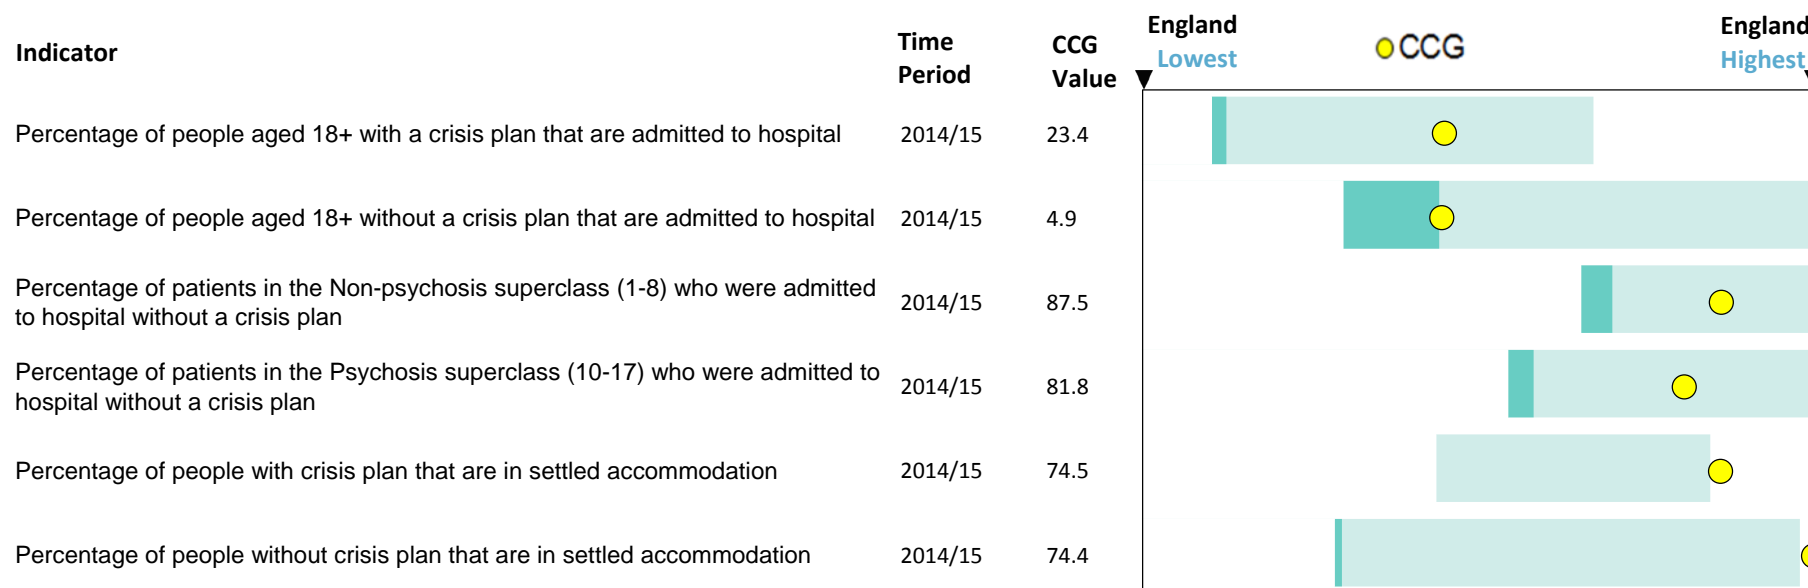 Indicator
Time
Period
CCG
Value
England
Lowest
CCG
England
Highest
Percentage of people aged 18+ with a crisis plan that are admitted to hospital 2014/15 23.4
Percentage of people aged 18+ without a crisis plan that are admitted to hospital 2014/15 4.9
Percentage of patients in the Non-psychosis superclass (1-8) who were admitted
to hospital without a crisis plan
2014/15 87.5
Percentage of patients in the Psychosis superclass (10-17) who were admitted to
hospital without a crisis plan
2014/15 81.8
Percentage of people with crisis plan that are in settled accommodation 2014/15 74.5
Percentage of people without crisis plan that are in settled accommodation 2014/15 74.4